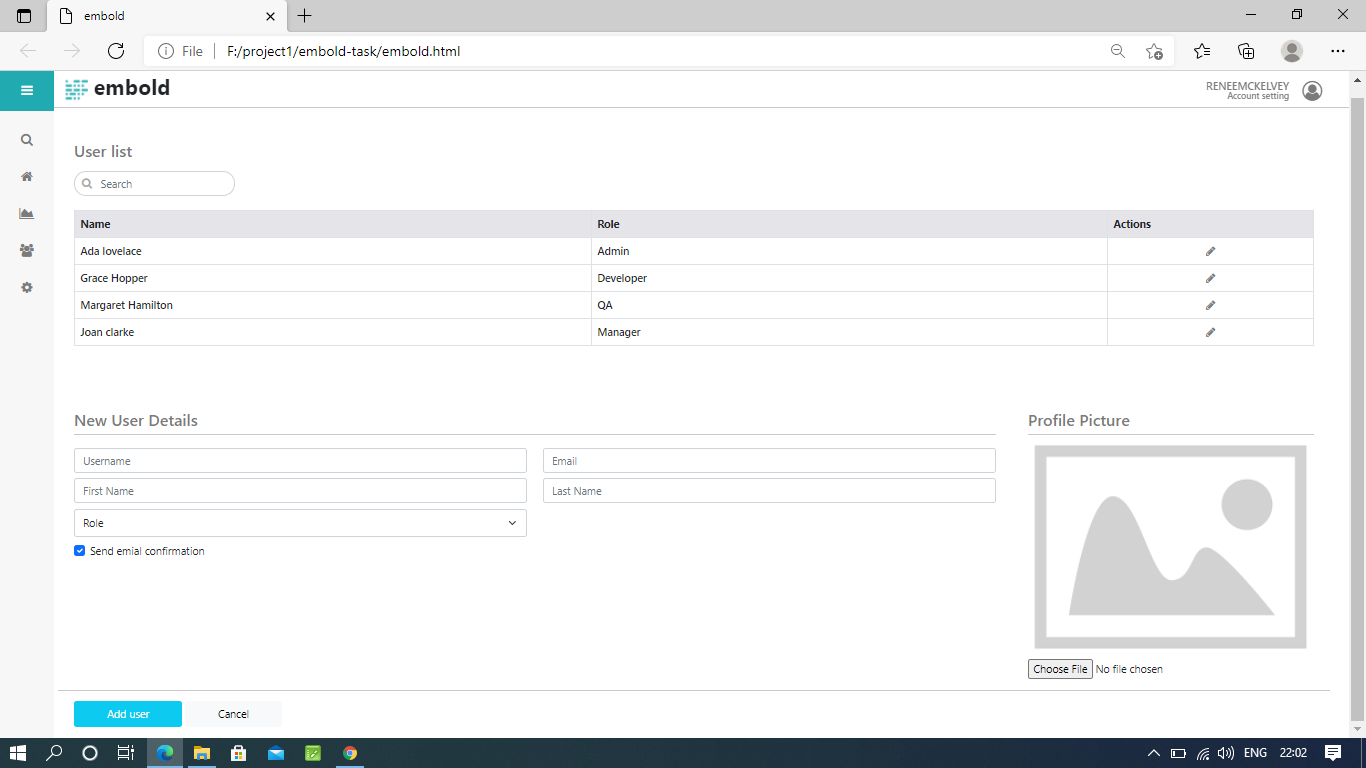 embold
File
F:/project1/embold-task/embold.html
embold
RENEEMCKELVEY
Account setting
User list
Search
Name Role Actions
Ada lovelace Admin
Grace Hopper Developer
Margaret Hamilton QA
Joan clarke Manager
New User Details
Profile Picture
Username Email
First Name Last Name
Role
Send emial confirmation
Choose File No file chosen
Add user Cancel
ENG 22:02